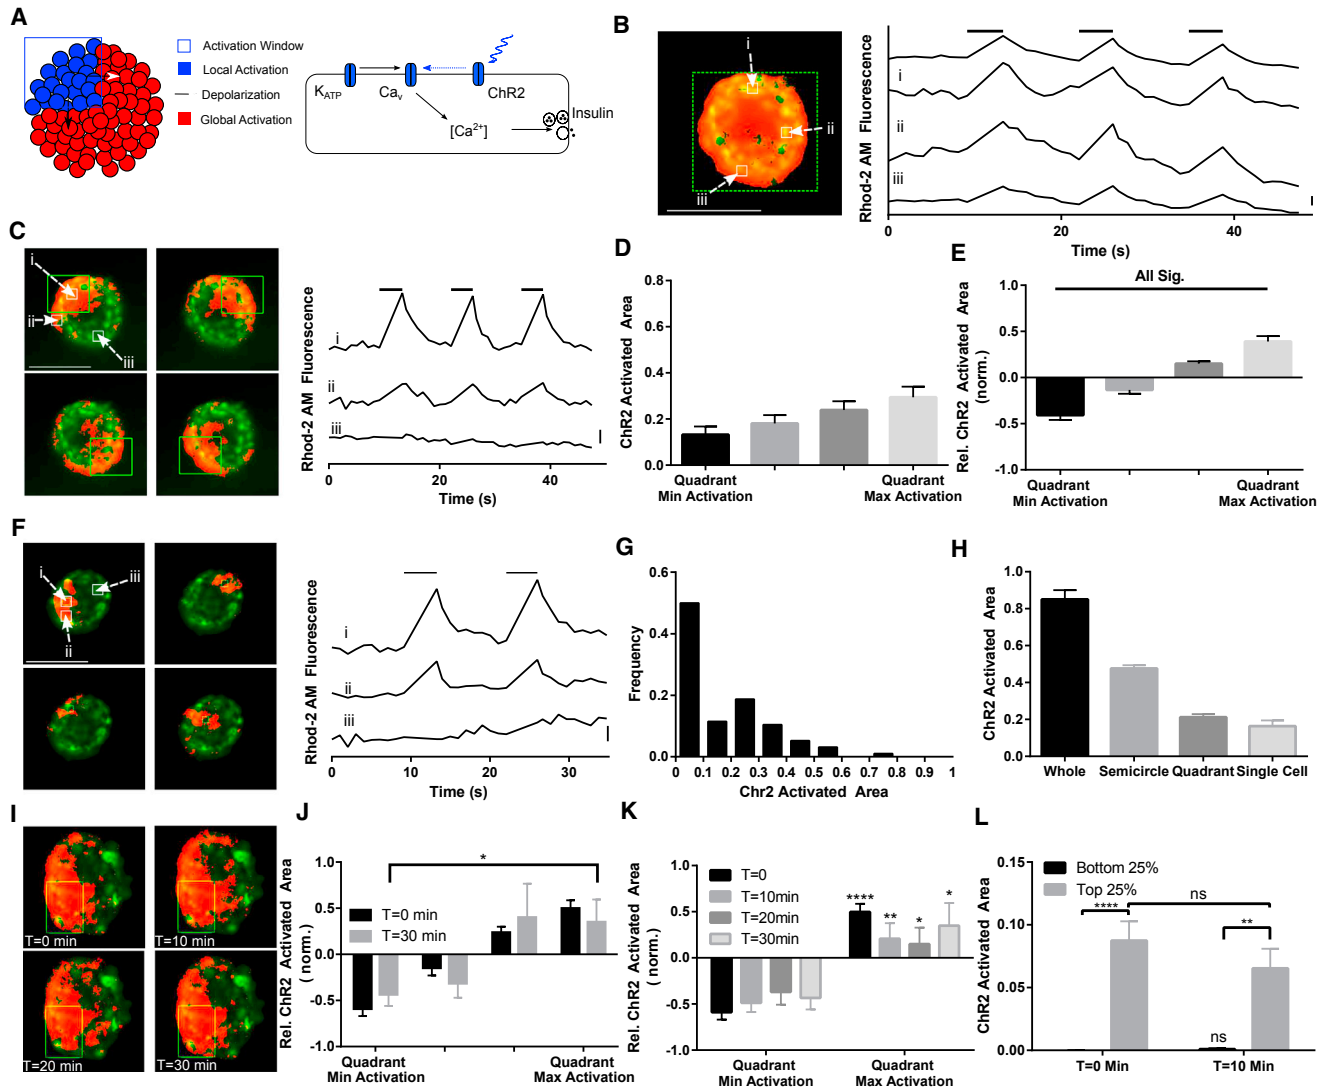 A
Activation Window
Local Activation
Depolarization
Global Activation
K_ATP
Ca_v
ChR2
[Ca²⁺]
Insulin
B
i
ii
iii
Rhod-2 AM Fluorescence
i
ii
iii
0
20
40
Time (s)
C
i
ii
iii
Rhod-2 AM Fluorescence
i
ii
iii
0
20
40
Time (s)
D
ChR2 Activated Area
0.8
0.6
0.4
0.2
0.0
Quadrant
Min Activation
Quadrant
Max Activation
E
All Sig.
Rel. ChR2 Activated Area
(norm.)
1.0
0.5
0.0
-0.5
-1.0
Quadrant
Min Activation
Quadrant
Max Activation
F
i
iii
ii
Rhod-2 AM Fluorescence
i
ii
iii
0
10
20
30
Time (s)
G
Frequency
0.6
0.4
0.2
0.0
0
0.1
0.2
0.3
0.4
0.5
0.6
0.7
0.8
0.9
1
Chr2 Activated Area
H
ChR2 Activated Area
1.0
0.8
0.6
0.4
0.2
0.0
Whole
Semicircle
Quadrant
Single Cell
I
T=0 min
T=10 min
T=20 min
T=30 min
J
Rel. ChR2 Activated Area
( norm.)
1.0
0.5
0.0
-0.5
-1.0
*
T=0 min
T=30 min
Quadrant
Min Activation
Quadrant
Max Activation
K
Rel. ChR2 Activated Area
( norm.)
1.0
0.5
0.0
-0.5
-1.0
T=0
T=10min
T=20min
T=30min
****
**
*
*
Quadrant
Min Activation
Quadrant
Max Activation
L
ChR2 Activated Area
0.15
0.10
0.05
0.00
Bottom 25%
Top 25%
****
ns
**
ns
T=0 Min
T=10 Min